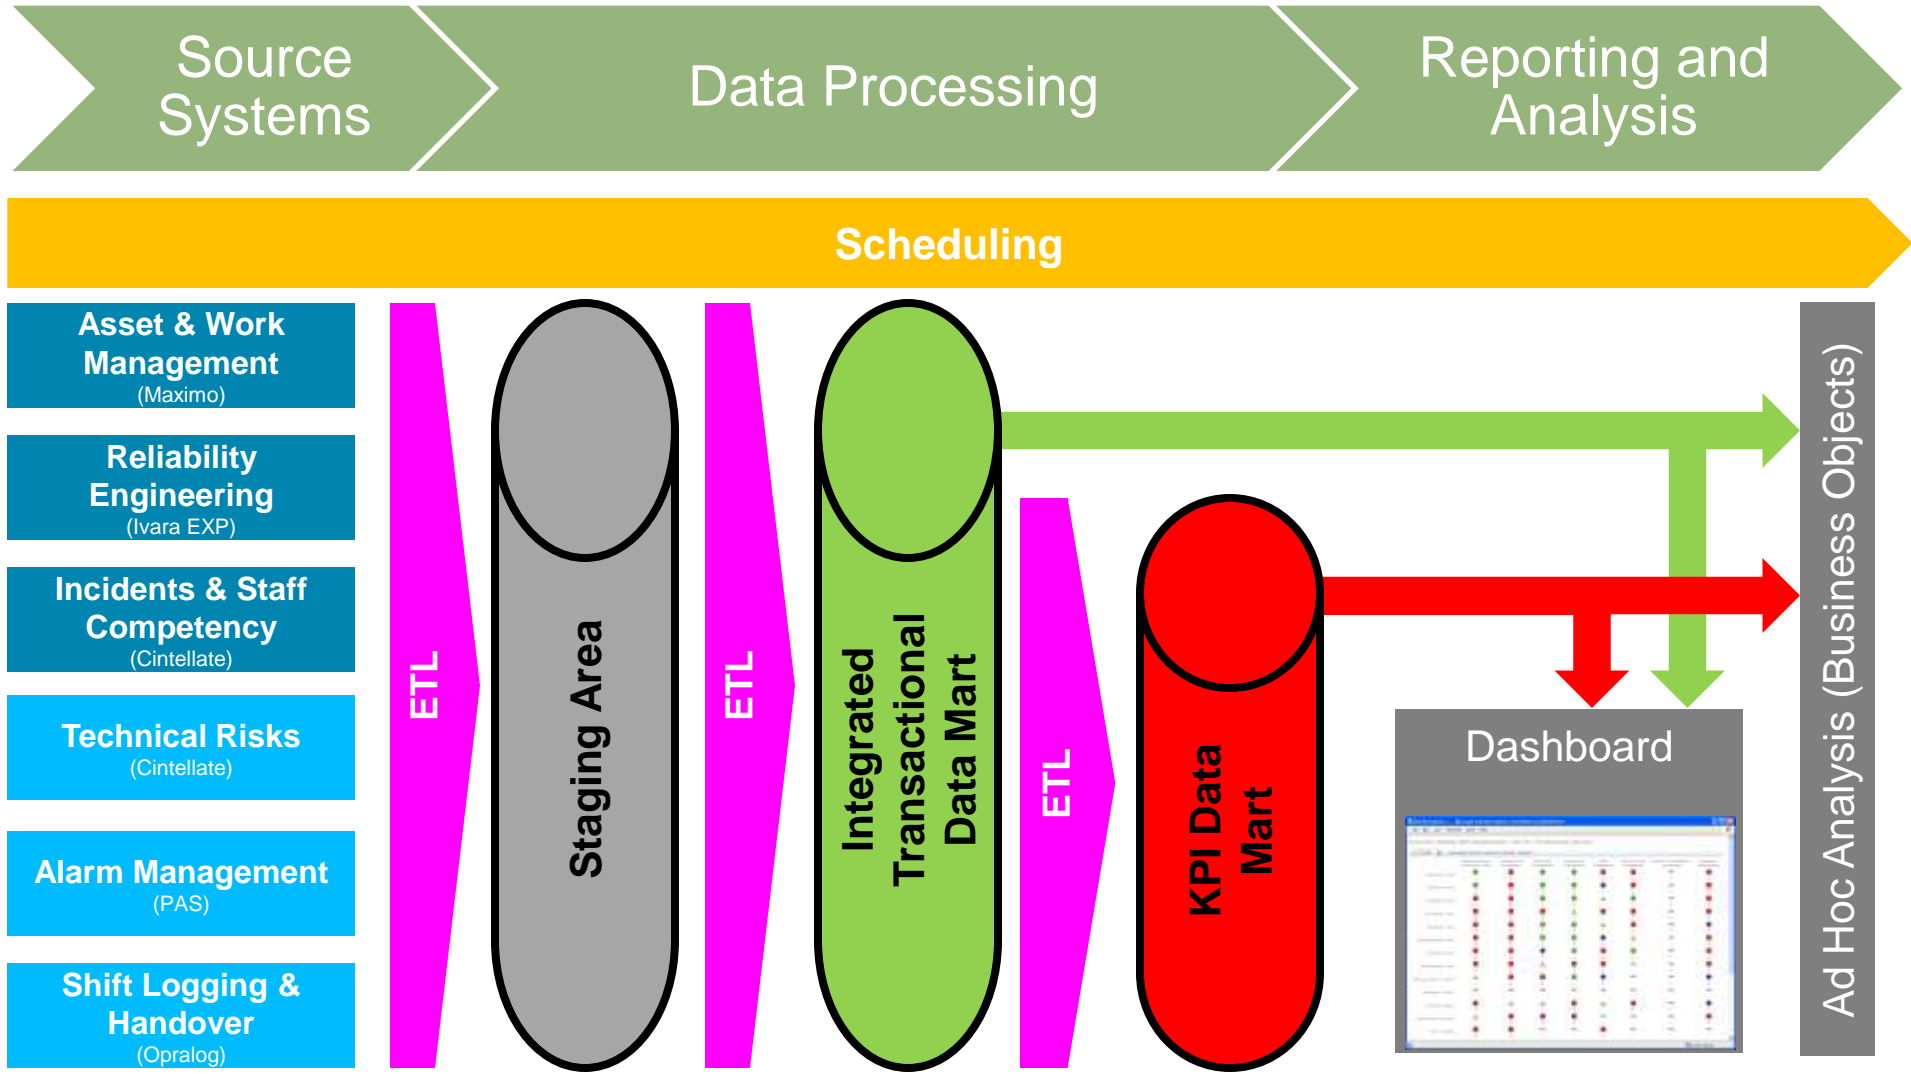 Source
Systems
Data Processing
Reporting and
Analysis
Scheduling
Asset & Work
Management
(Maximo)
Reliability
Engineering
(Ivara EXP)
Incidents & Staff
Competency
(Cintellate)
Technical Risks
(Cintellate)
Alarm Management
(PAS)
Shift Logging &
Handover
(Opralog)
ETL
Staging Area
ETL
Integrated
Transactional
Data Mart
ETL
KPI Data
Mart
Dashboard
Ad Hoc Analysis (Business Objects)